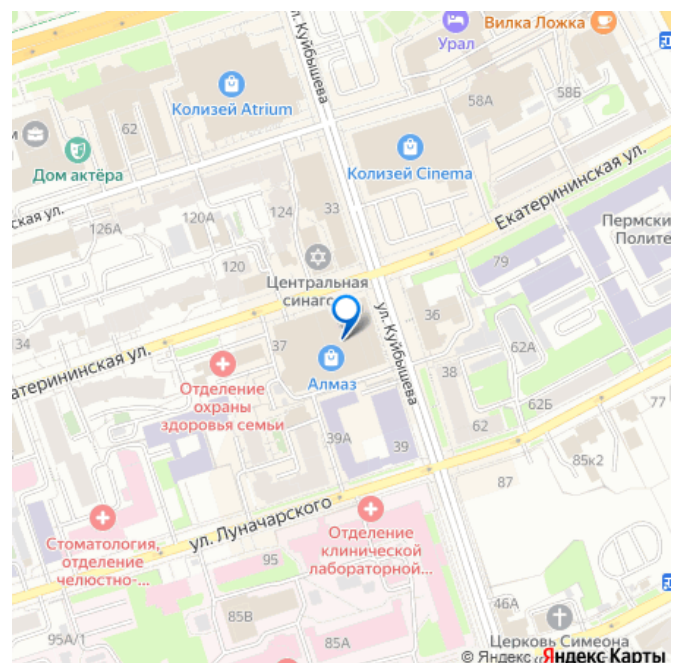 Вилка Ложка
Урал
Колизей Atrium
ул. Куйбышева
58А
58Б
62
Дом актёра
Колизей Cinema
Екатерининская ул.
ская ул.
126А
120А
124
33
Пермски
Полите
120
Центральная
синаго
79
34
37
Алмаз
ул. Куйбышева
36
62А
атерининская ул.
Отделение
охраны
здоровья семьи
38
62Б
77
39А
39
62
85к2
87
Стоматология,
отделение
челюстно-...
ул. Луначарского
Отделение
клинической
лабораторной...
95
85В
46А
95А/1
85А
Церковь Симеона
© Яндекс
Яндекс Карты